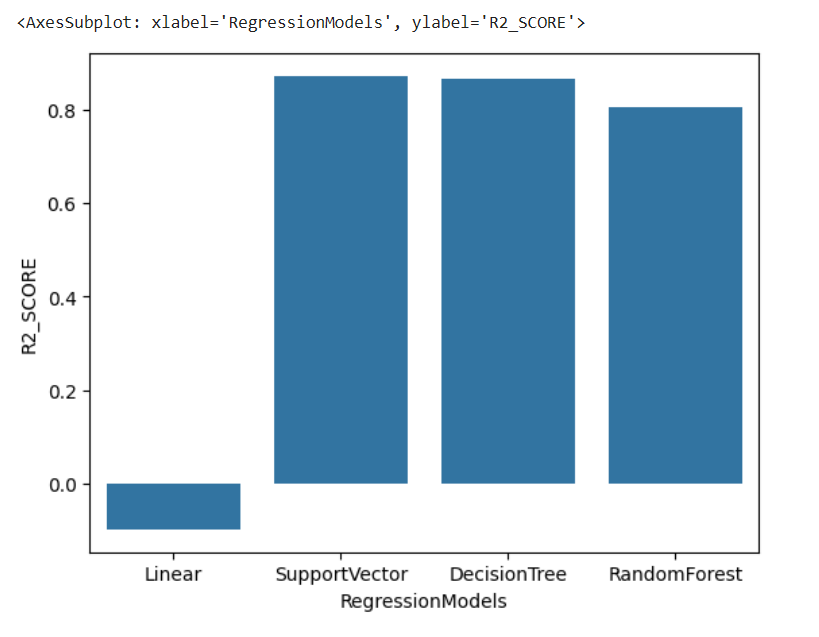 <AxesSubplot: xlabel='RegressionModels', ylabel='R2_SCORE'>
0.8
0.6
0.4
0.2
0.0
R2_SCORE
Linear SupportVector DecisionTree RandomForest
RegressionModels